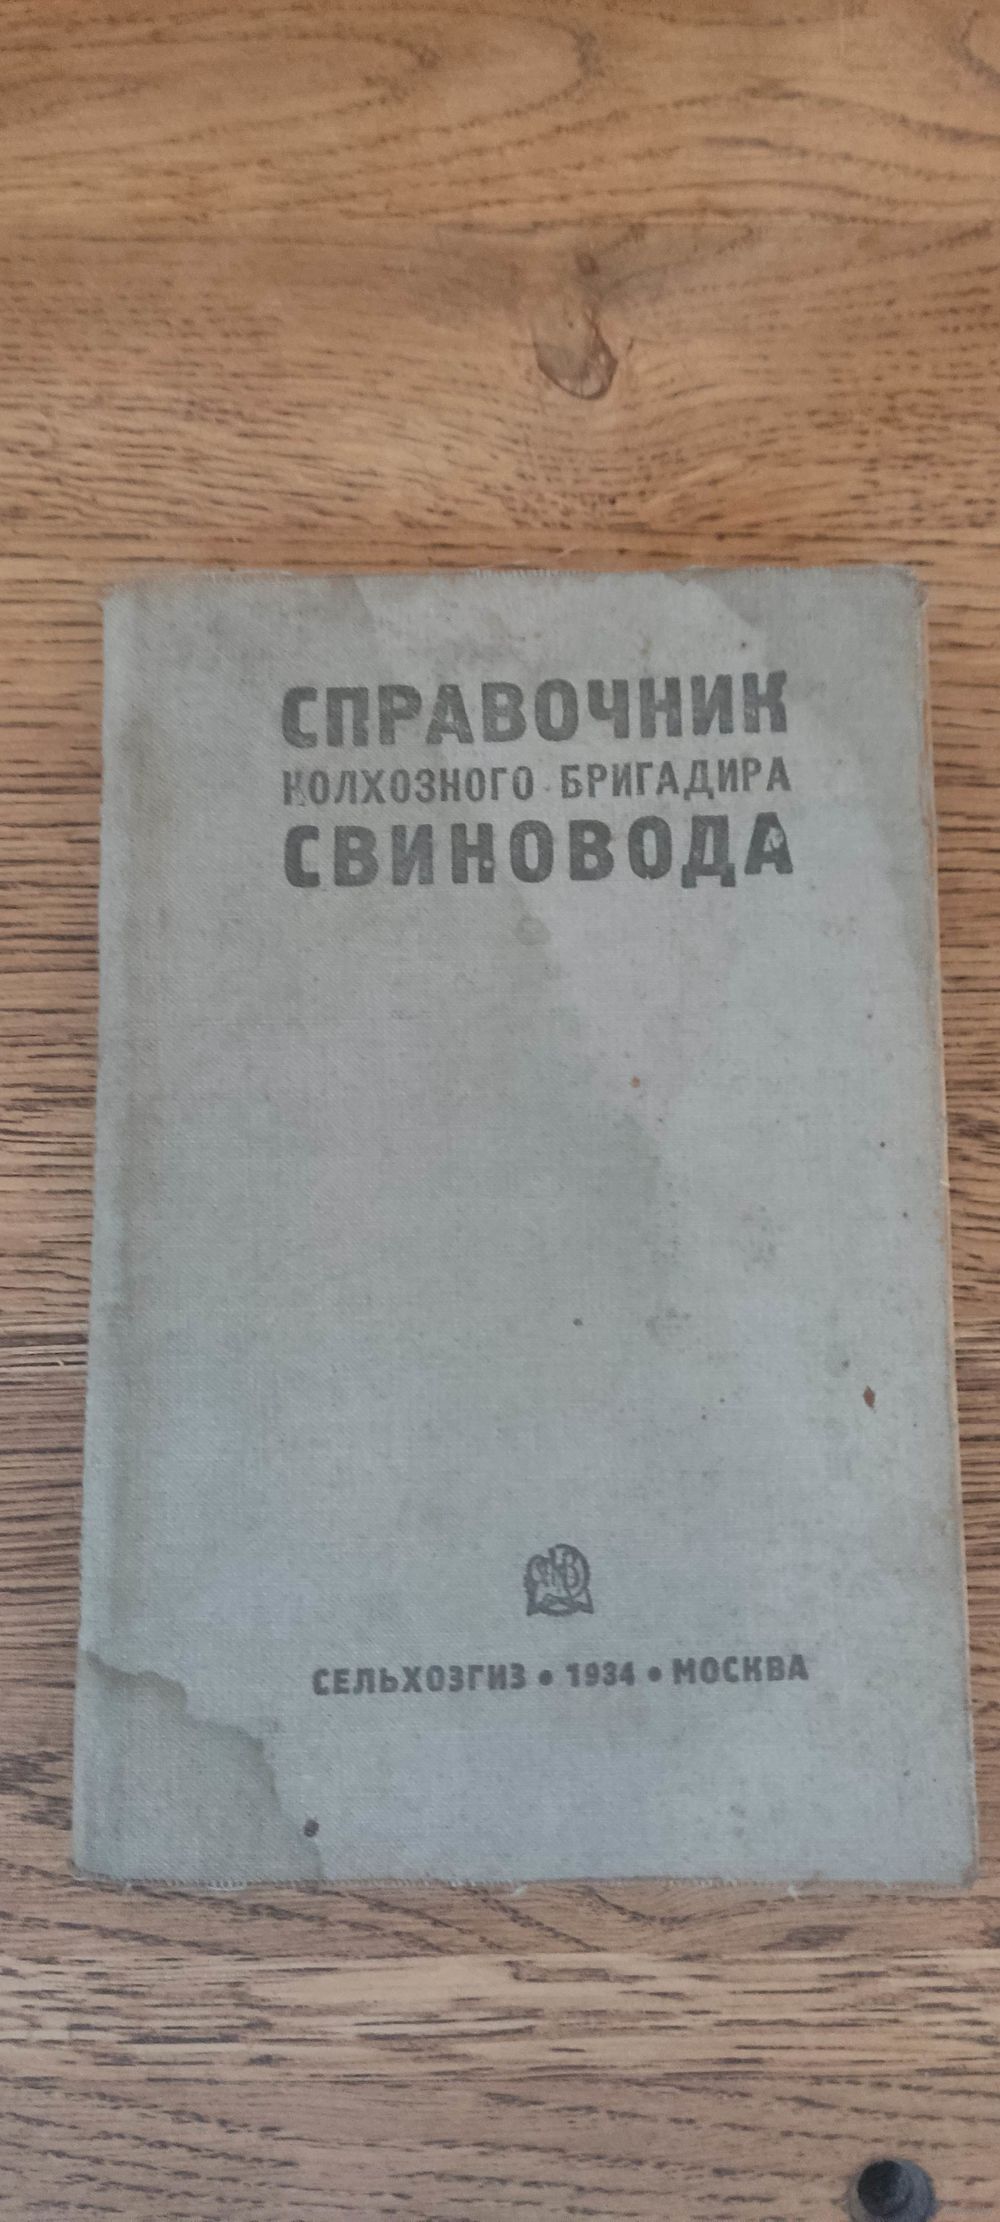 СПРАВОЧНИК
КОЛХОЗНОГО БРИГАДИРА
СВИНОВОДА
СЕЛЬХОЗГИЗ • 1934 • МОСКВА